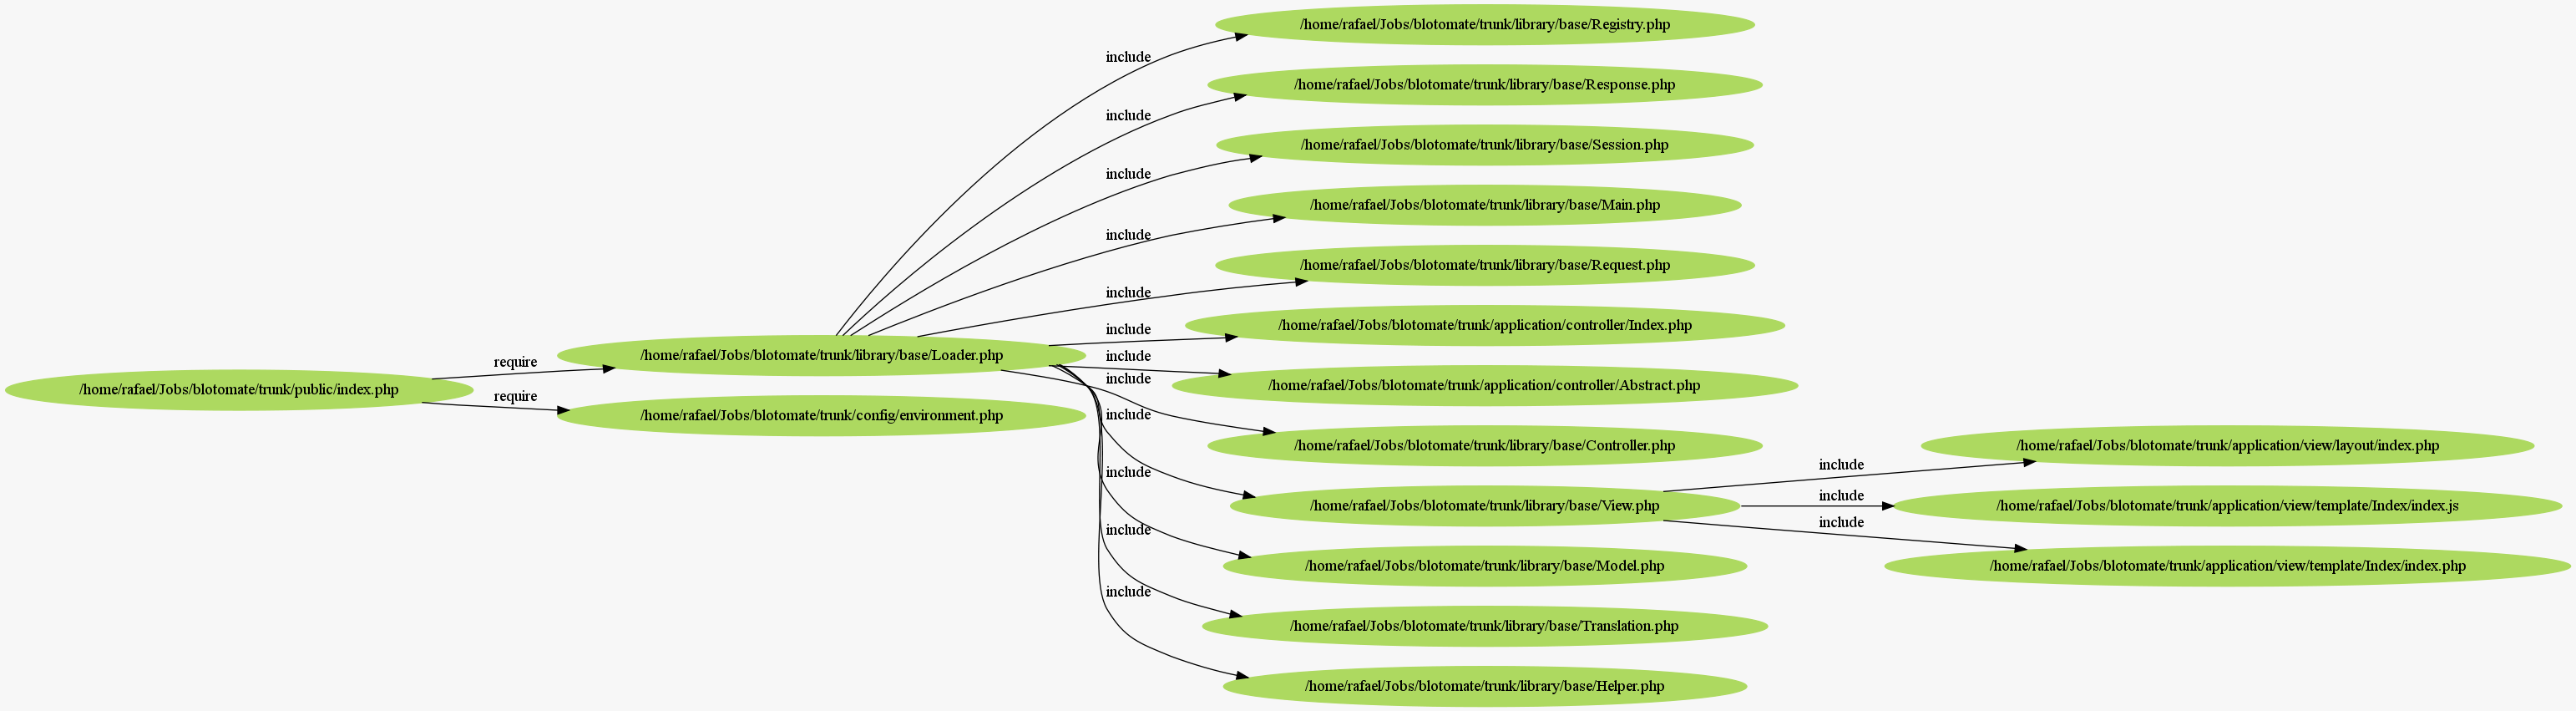 /home/rafael/Jobs/blotomate/trunk/public/index.php
require
require
/home/rafael/Jobs/blotomate/trunk/library/base/Loader.php
/home/rafael/Jobs/blotomate/trunk/config/environment.php
include
include
include
include
include
include
include
include
include
include
include
include
/home/rafael/Jobs/blotomate/trunk/library/base/Registry.php
/home/rafael/Jobs/blotomate/trunk/library/base/Response.php
/home/rafael/Jobs/blotomate/trunk/library/base/Session.php
/home/rafael/Jobs/blotomate/trunk/library/base/Main.php
/home/rafael/Jobs/blotomate/trunk/library/base/Request.php
/home/rafael/Jobs/blotomate/trunk/application/controller/Index.php
/home/rafael/Jobs/blotomate/trunk/application/controller/Abstract.php
/home/rafael/Jobs/blotomate/trunk/library/base/Controller.php
/home/rafael/Jobs/blotomate/trunk/library/base/View.php
/home/rafael/Jobs/blotomate/trunk/library/base/Model.php
/home/rafael/Jobs/blotomate/trunk/library/base/Translation.php
/home/rafael/Jobs/blotomate/trunk/library/base/Helper.php
include
include
include
/home/rafael/Jobs/blotomate/trunk/application/view/layout/index.php
/home/rafael/Jobs/blotomate/trunk/application/view/template/Index/index.js
/home/rafael/Jobs/blotomate/trunk/application/view/template/Index/index.php